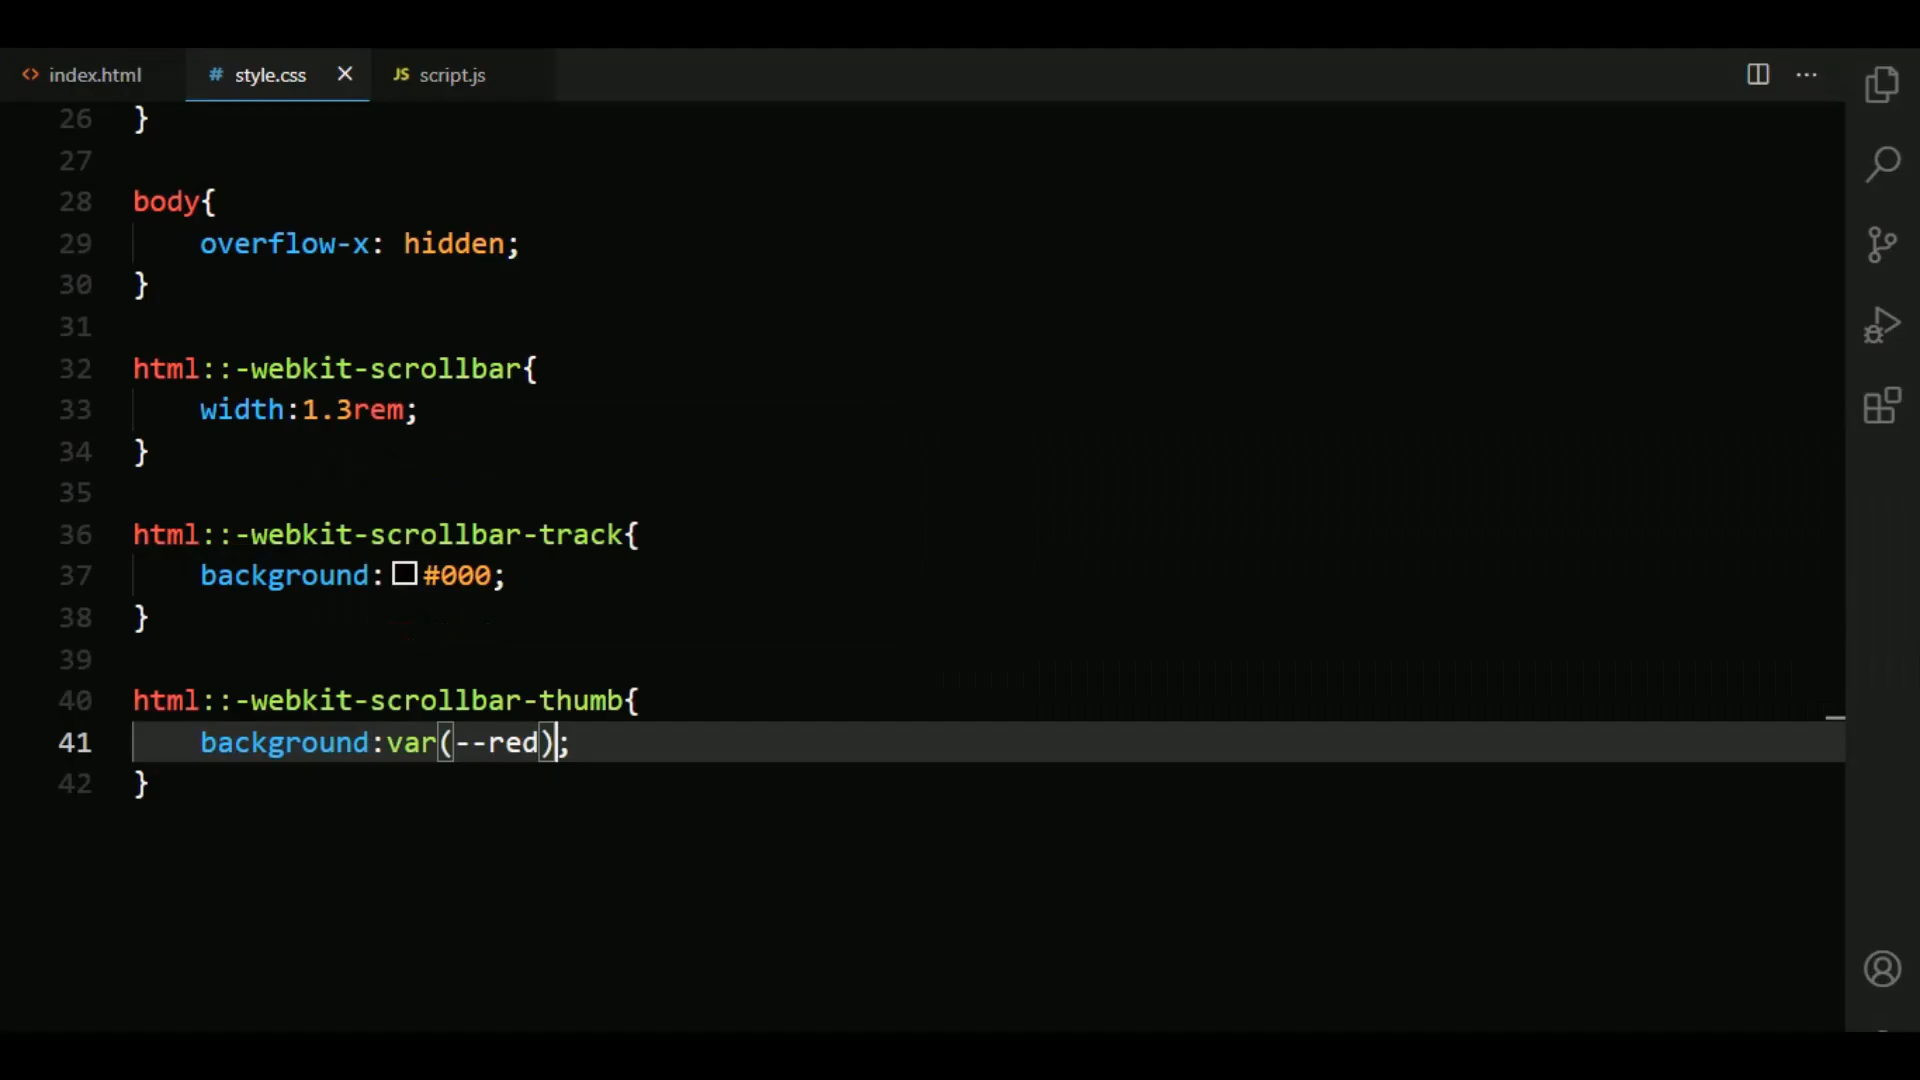 index.html style.css script.js
26 }
27
28 body{
29 overflow-x: hidden;
30 }
31
32 html::-webkit-scrollbar{
33 width:1.3rem;
34 }
35
36 html::-webkit-scrollbar-track{
37 background:#000;
38 }
39
40 html::-webkit-scrollbar-thumb{
41 background:var(--red);
42 }